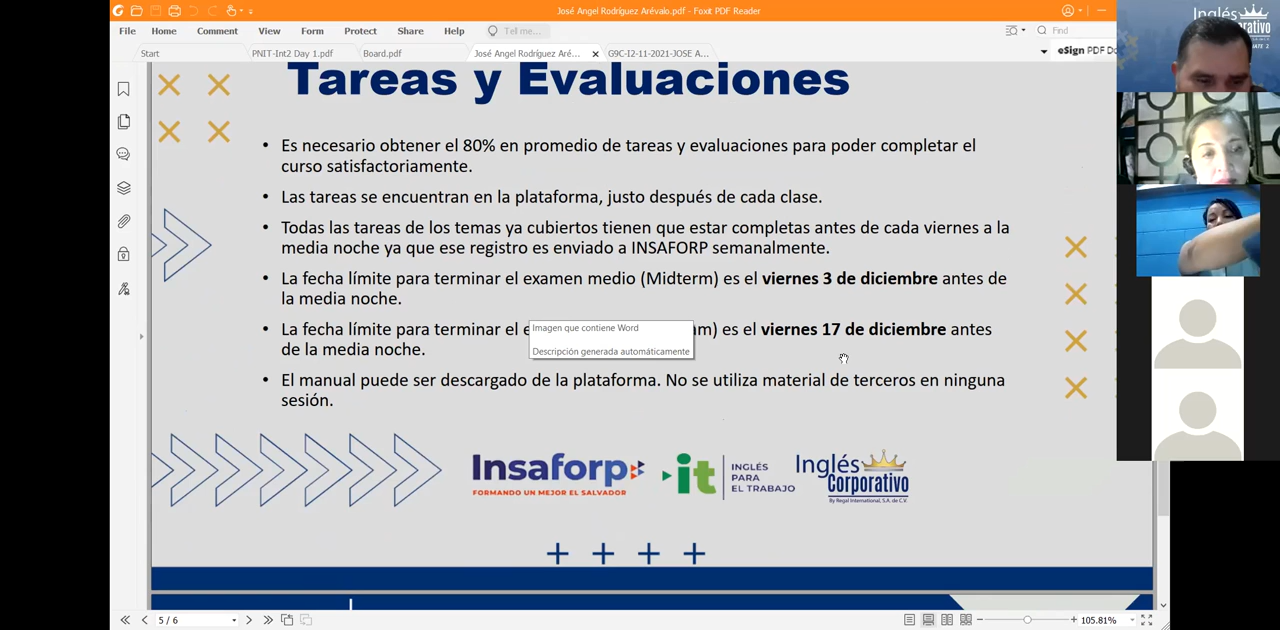 José Angel Rodríguez Arévalo.pdf - Foxit PDF Reader
File Home Comment View Form Protect Share Help Tell me... Find
Start PNIT-Int2 Day 1.pdf Board.pdf José Angel Rodríguez Aré... G9C-I2-11-2021-JOSE A... eSign PDF Do
Inglés
Tareas y Evaluaciones
• Es necesario obtener el 80% en promedio de tareas y evaluaciones para poder completar el
curso satisfactoriamente.
• Las tareas se encuentran en la plataforma, justo después de cada clase.
• Todas las tareas de los temas ya cubiertos tienen que estar completas antes de cada viernes a la
media noche ya que ese registro es enviado a INSAFORP semanalmente.
• La fecha límite para terminar el examen medio (Midterm) es el viernes 3 de diciembre antes de
la media noche.
• La fecha límite para terminar el es el viernes 17 de diciembre antes
de la media noche.
Imagen que contiene Word
Descripción generada automáticamente
• El manual puede ser descargado de la plataforma. No se utiliza material de terceros en ninguna
sesión.
Insaforp
FORMANDO UN MEJOR EL SALVADOR
it
INGLÉS
PARA
EL TRABAJO
Inglés
Corporativo
By Regal International, S.A. de C.V.
5 / 6 105.81%